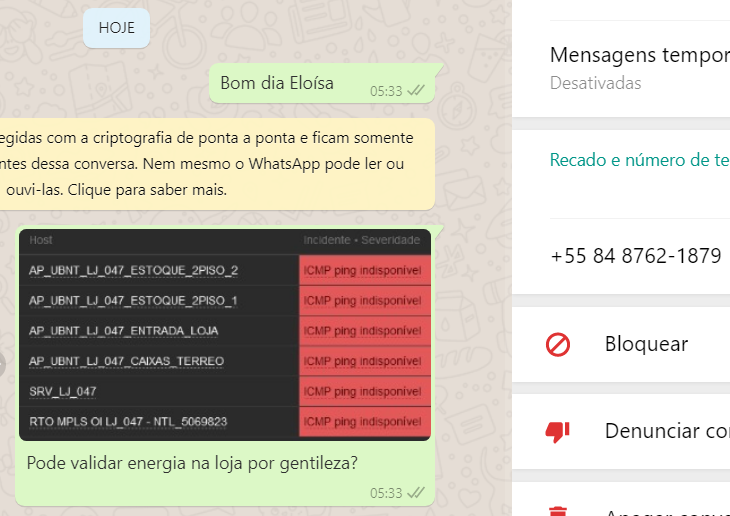 HOJE
Bom dia Eloísa
05:33
egidas com a criptografia de ponta a ponta e ficam somente
ntes dessa conversa. Nem mesmo o WhatsApp pode ler ou
ouvi-las. Clique para saber mais.
Host Incidente • Severidade
AP_UBNT_LJ_047_ESTOQUE_2PISO_2 ICMP ping indisponível
AP_UBNT_LJ_047_ESTOQUE_2PISO_1 ICMP ping indisponível
AP_UBNT_LJ_047_ENTRADA_LOJA ICMP ping indisponível
AP_UBNT_LJ_047_CAIXAS_TERREO ICMP ping indisponível
SRV_LJ_047 ICMP ping indisponível
RTO MPLS OI LJ_047 - NTL_5069823 ICMP ping indisponível
Pode validar energia na loja por gentileza?
05:33
Mensagens tempor
Desativadas
Recado e número de te
+55 84 8762-1879
Bloquear
Denunciar co